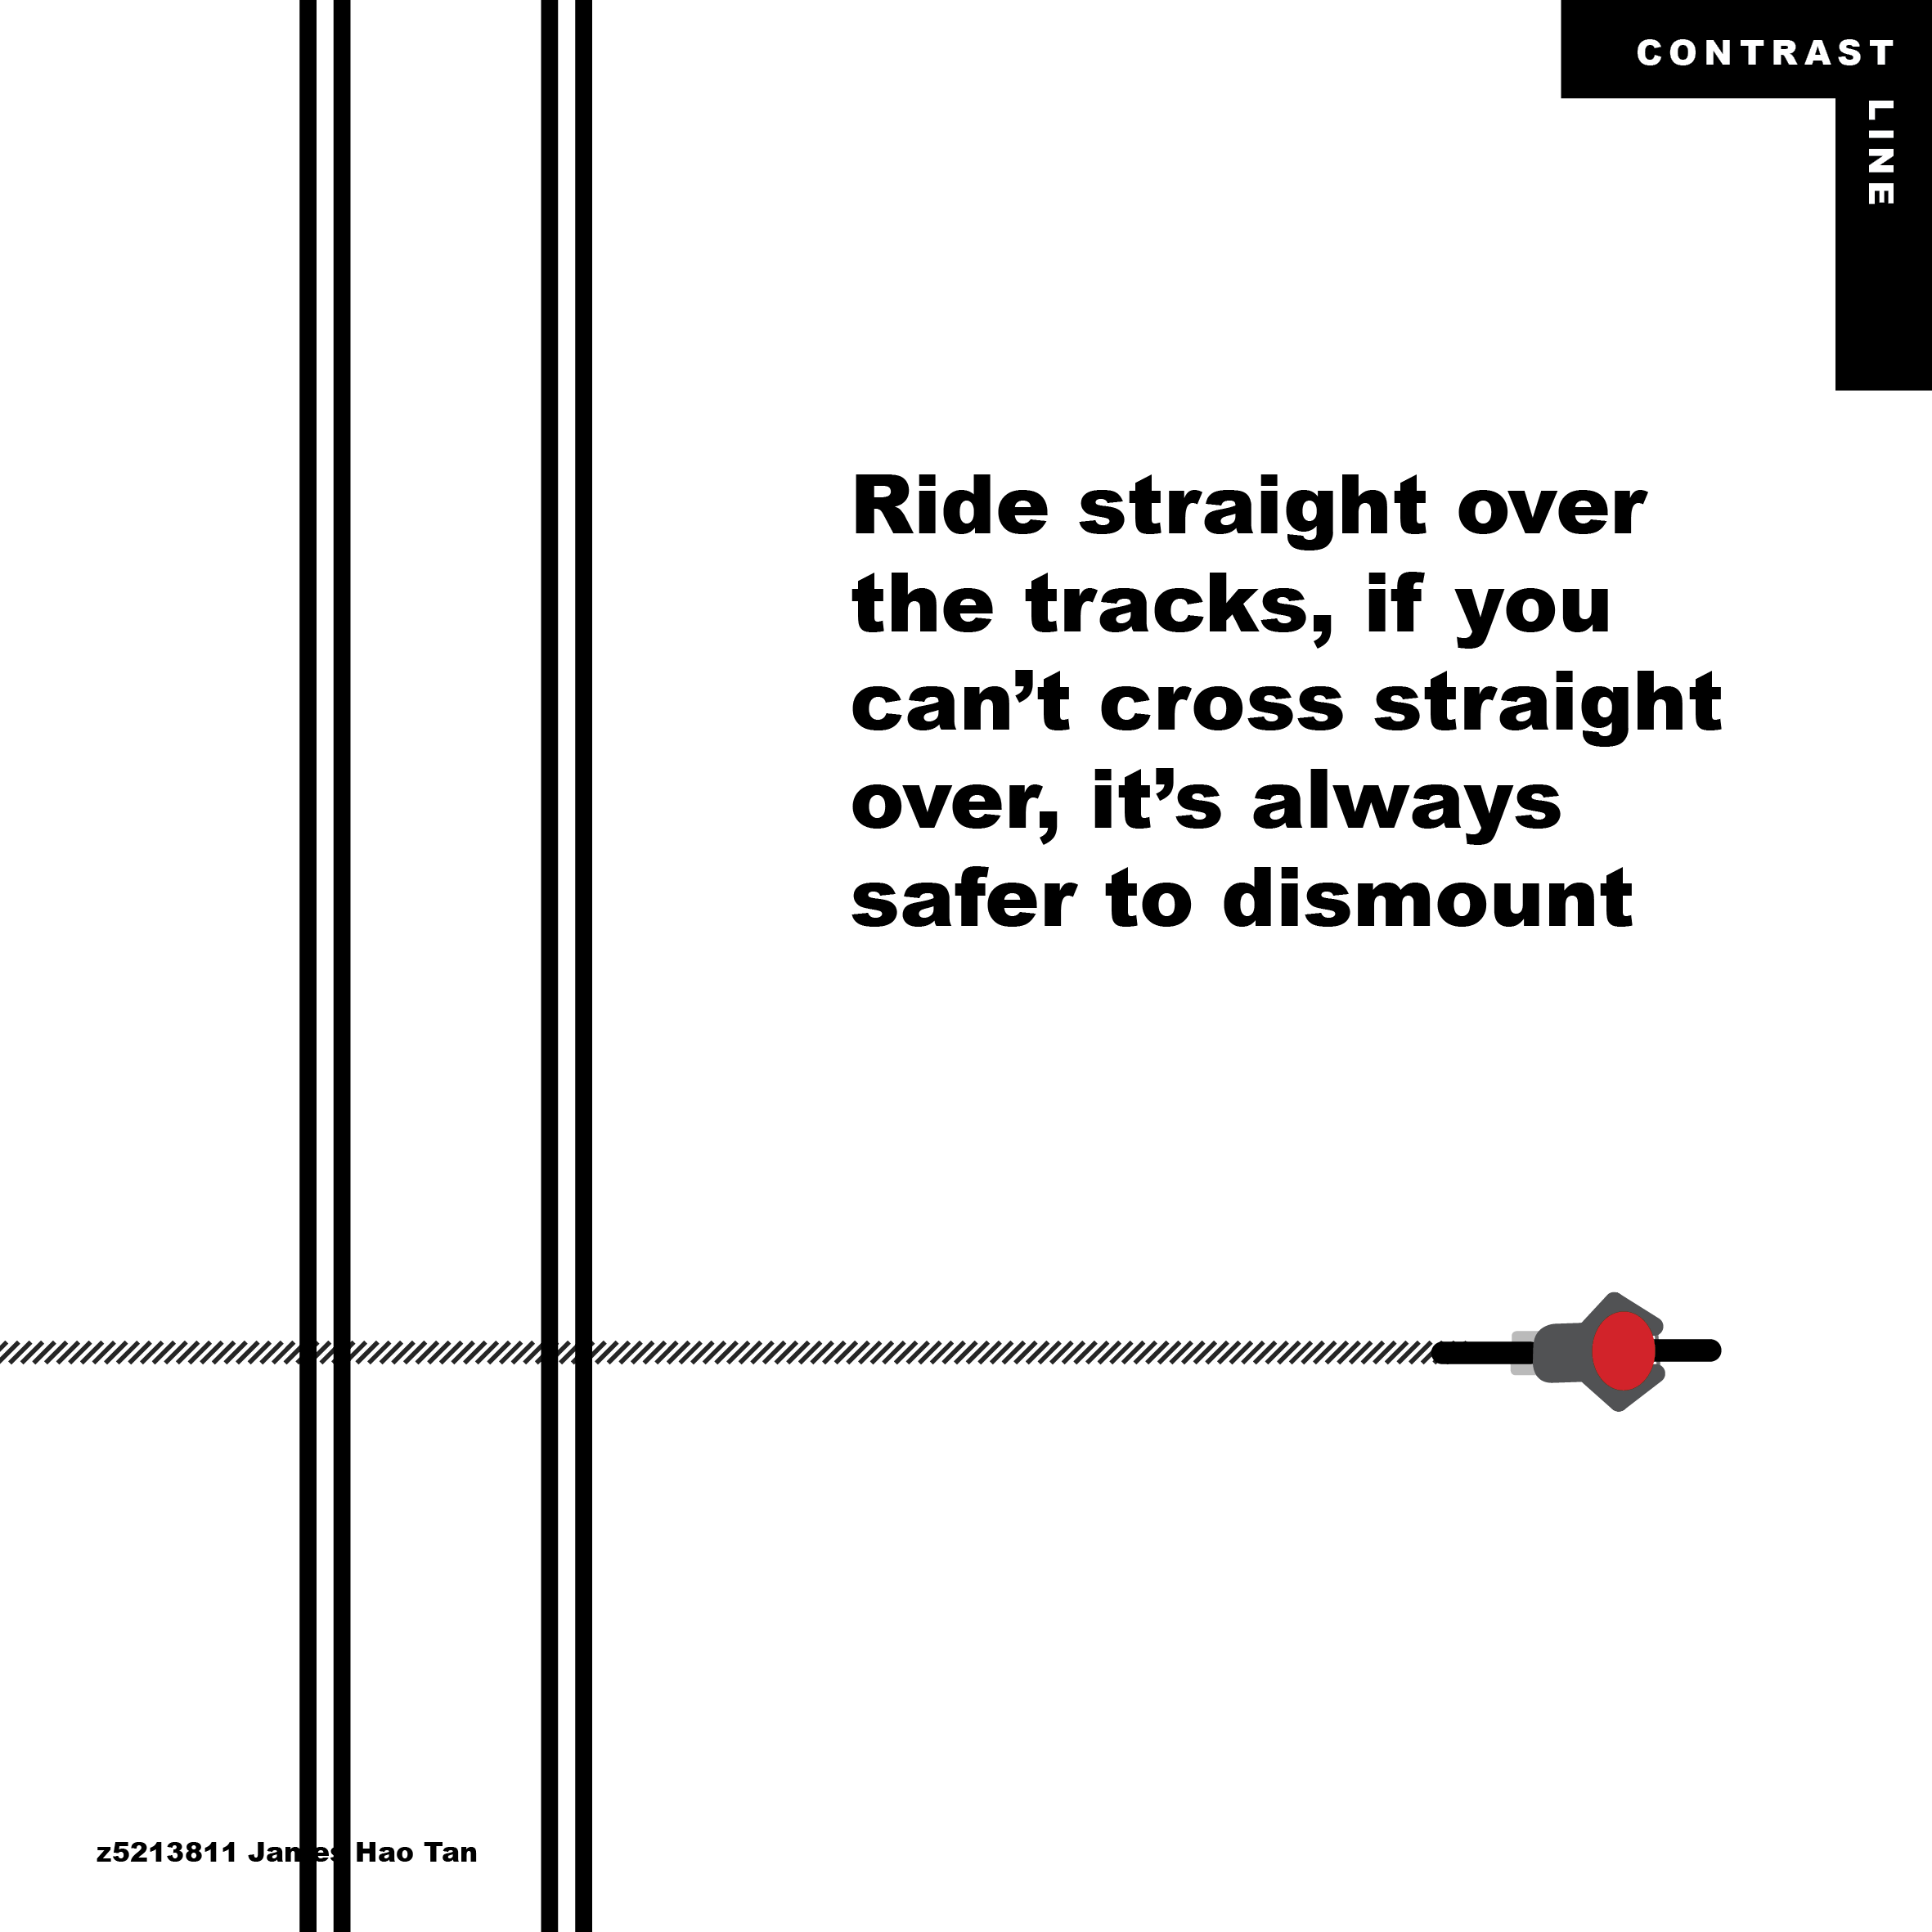 CONTRAST
LINE
Ride straight over
the tracks, if you
can’t cross straight
over, it’s always
safer to dismount
z5213811 James Hao Tan